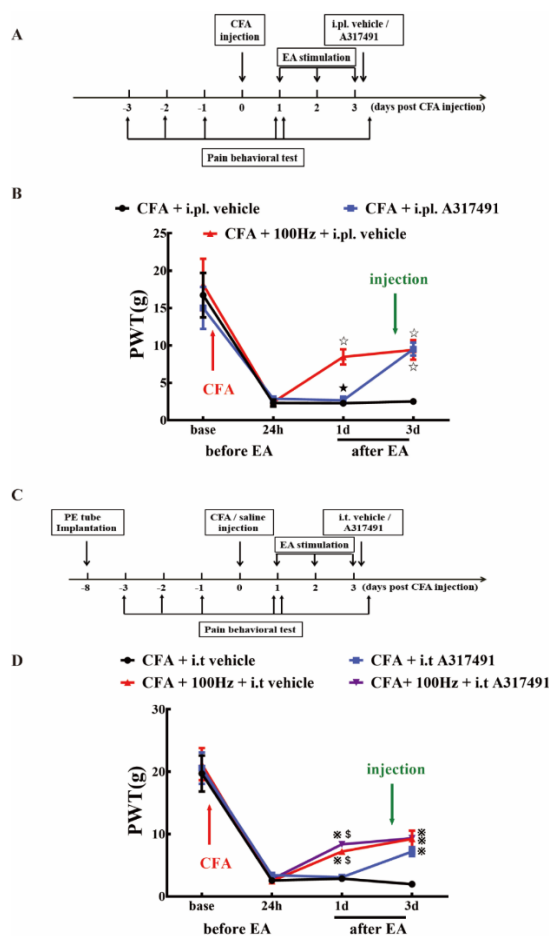 A
CFA
injection
i.pl. vehicle /
A317491
EA stimulation
-3 -2 -1 0 1 2 3 (days post CFA injection)
Pain behavioral test
B
CFA + i.pl. vehicle CFA + i.pl. A317491
CFA + 100Hz + i.pl. vehicle
25
20
15
10
5
0
PWT(g)
injection
☆ ☆
★ ☆
CFA
base 24h 1d 3d
before EA after EA
C
PE tube
Implantation
CFA / saline
injection
i.t. vehicle /
A317491
EA stimulation
-8 -3 -2 -1 0 1 2 3 (days post CFA injection)
Pain behavioral test
D
CFA + i.t vehicle CFA + i.t A317491
CFA + 100Hz + i.t vehicle CFA+ 100Hz + i.t A317491
30
20
10
0
PWT(g)
injection
※ $ ※
※
※ $ ※
CFA
base 24h 1d 3d
before EA after EA